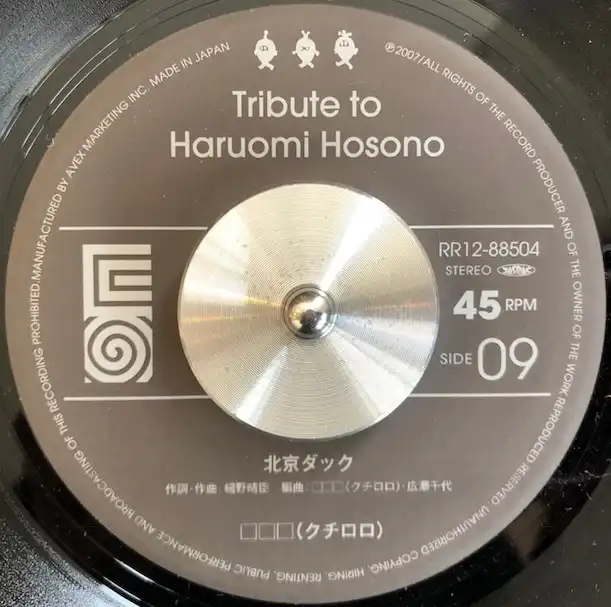 ℗2007/ALL RIGHTS OF THE RECORD PRODUCER AND OF THE OWNER OF THE WORK REPRODUCED RESERVED. UNAUTHORIZED COPYING, HIRING, RENTING, PUBLIC PERFORMANCE AND BROADCASTING OF THIS RECORDING PROHIBITED.MANUFACTURED BY AVEX MARKETING INC. MADE IN JAPAN
Tribute to
Haruomi Hosono
RR12-88504
STEREO
45 RPM
SIDE 09
北京ダック
作詞・作曲 細野晴臣 編曲:□□□(クチロロ)・広瀬千代
□□□(クチロロ)